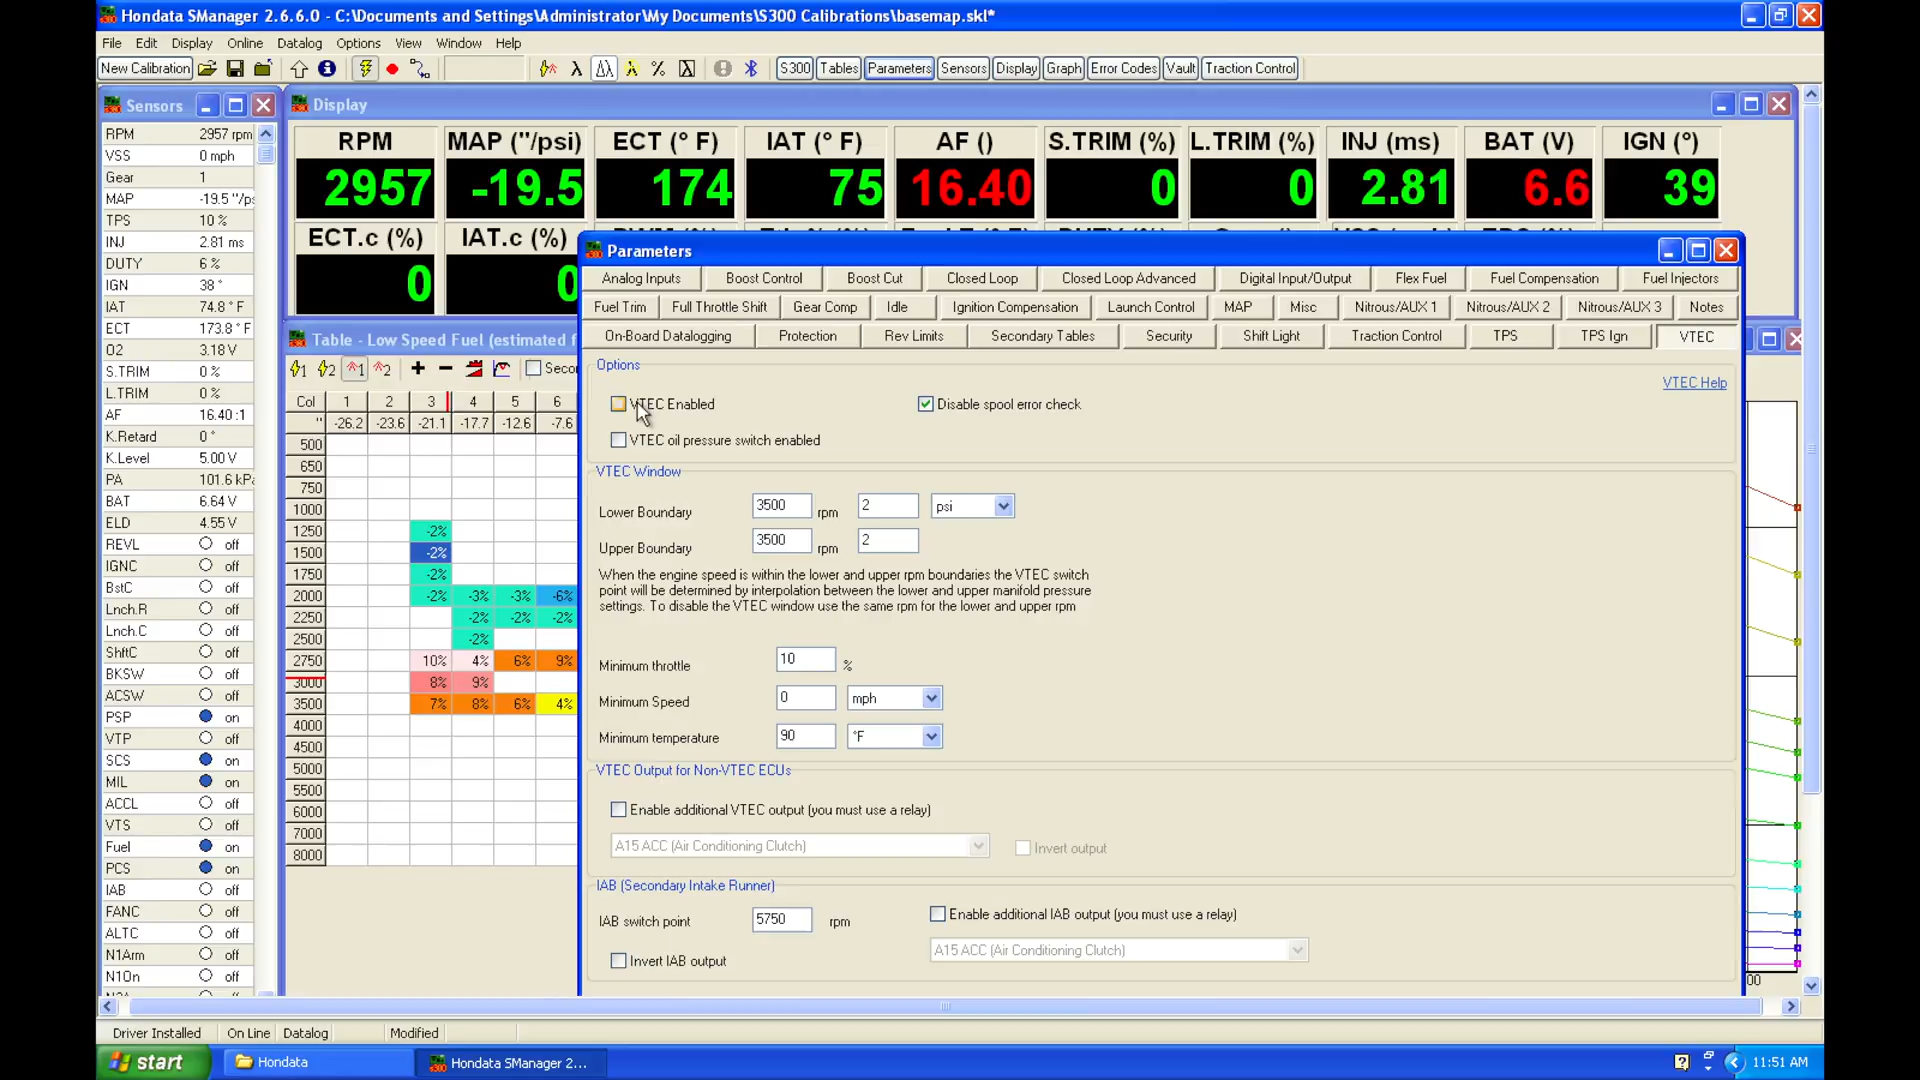 Hondata SManager 2.6.6.0 - C:\Documents and Settings\Administrator\My Documents\S300 Calibrations\basemap.skl*
File Edit Display Online Datalog Options View Window Help
New Calibration S300 Tables Parameters Sensors Display Graph Error Codes Vault Traction Control
Sensors
RPM 2957 rpm
VSS 0 mph
Gear 1
MAP -19.5 "/ps
TPS 10 %
INJ 2.81 ms
DUTY 6 %
IGN 38 °
IAT 74.8 ° F
ECT 173.8 ° F
O2 3.18 V
S.TRIM 0 %
L.TRIM 0 %
AF 16.40 :1
K.Retard 0 °
K.Level 5.00 V
PA 101.6 kPa
BAT 6.64 V
ELD 4.55 V
REVL off
IGNC off
BstC off
Lnch.R off
Lnch.C off
ShftC off
BKSW off
ACSW off
PSP on
VTP off
SCS on
MIL on
ACCL off
VTS off
Fuel on
PCS on
IAB off
FANC off
ALTC off
N1Arm off
N1On off
Display
RPM MAP ("/psi) ECT (° F) IAT (° F) AF () S.TRIM (%) L.TRIM (%) INJ (ms) BAT (V) IGN (°)
2957 -19.5 174 75 16.40 0 0 2.81 6.6 39
ECT.c (%) IAT.c (%)
0 0
Table - Low Speed Fuel (estimated f
1 2 1 2 + - Seco
Col 1 2 3 4 5 6
" -26.2 -23.6 -21.1 -17.7 -12.6 -7.6
500
650
750
1000
1250 -2%
1500 -2%
1750 -2%
2000 -2% -3% -3% -6%
2250 -2% -2% -2%
2500 -2%
2750 10% 4% 6% 9%
3000 8% 9%
3500 7% 8% 6% 4%
4000
4500
5000
5500
6000
7000
8000
Parameters
Analog Inputs Boost Control Boost Cut Closed Loop Closed Loop Advanced Digital Input/Output Flex Fuel Fuel Compensation Fuel Injectors
Fuel Trim Full Throttle Shift Gear Comp Idle Ignition Compensation Launch Control MAP Misc Nitrous/AUX 1 Nitrous/AUX 2 Nitrous/AUX 3 Notes
On-Board Datalogging Protection Rev Limits Secondary Tables Security Shift Light Traction Control TPS TPS Ign VTEC
Options
VTEC Help
VTEC Enabled Disable spool error check
VTEC oil pressure switch enabled
VTEC Window
Lower Boundary 3500 rpm 2 psi
Upper Boundary 3500 rpm 2
When the engine speed is within the lower and upper rpm boundaries the VTEC switch
point will be determined by interpolation between the lower and upper manifold pressure
settings. To disable the VTEC window use the same rpm for the lower and upper rpm
Minimum throttle 10 %
Minimum Speed 0 mph
Minimum temperature 90 °F
VTEC Output for Non-VTEC ECUs
Enable additional VTEC output (you must use a relay)
A15 ACC (Air Conditioning Clutch) Invert output
IAB (Secondary Intake Runner)
IAB switch point 5750 rpm Enable additional IAB output (you must use a relay)
A15 ACC (Air Conditioning Clutch)
Invert IAB output
00
Driver Installed On Line Datalog Modified
start Hondata Hondata SManager 2... 11:51 AM